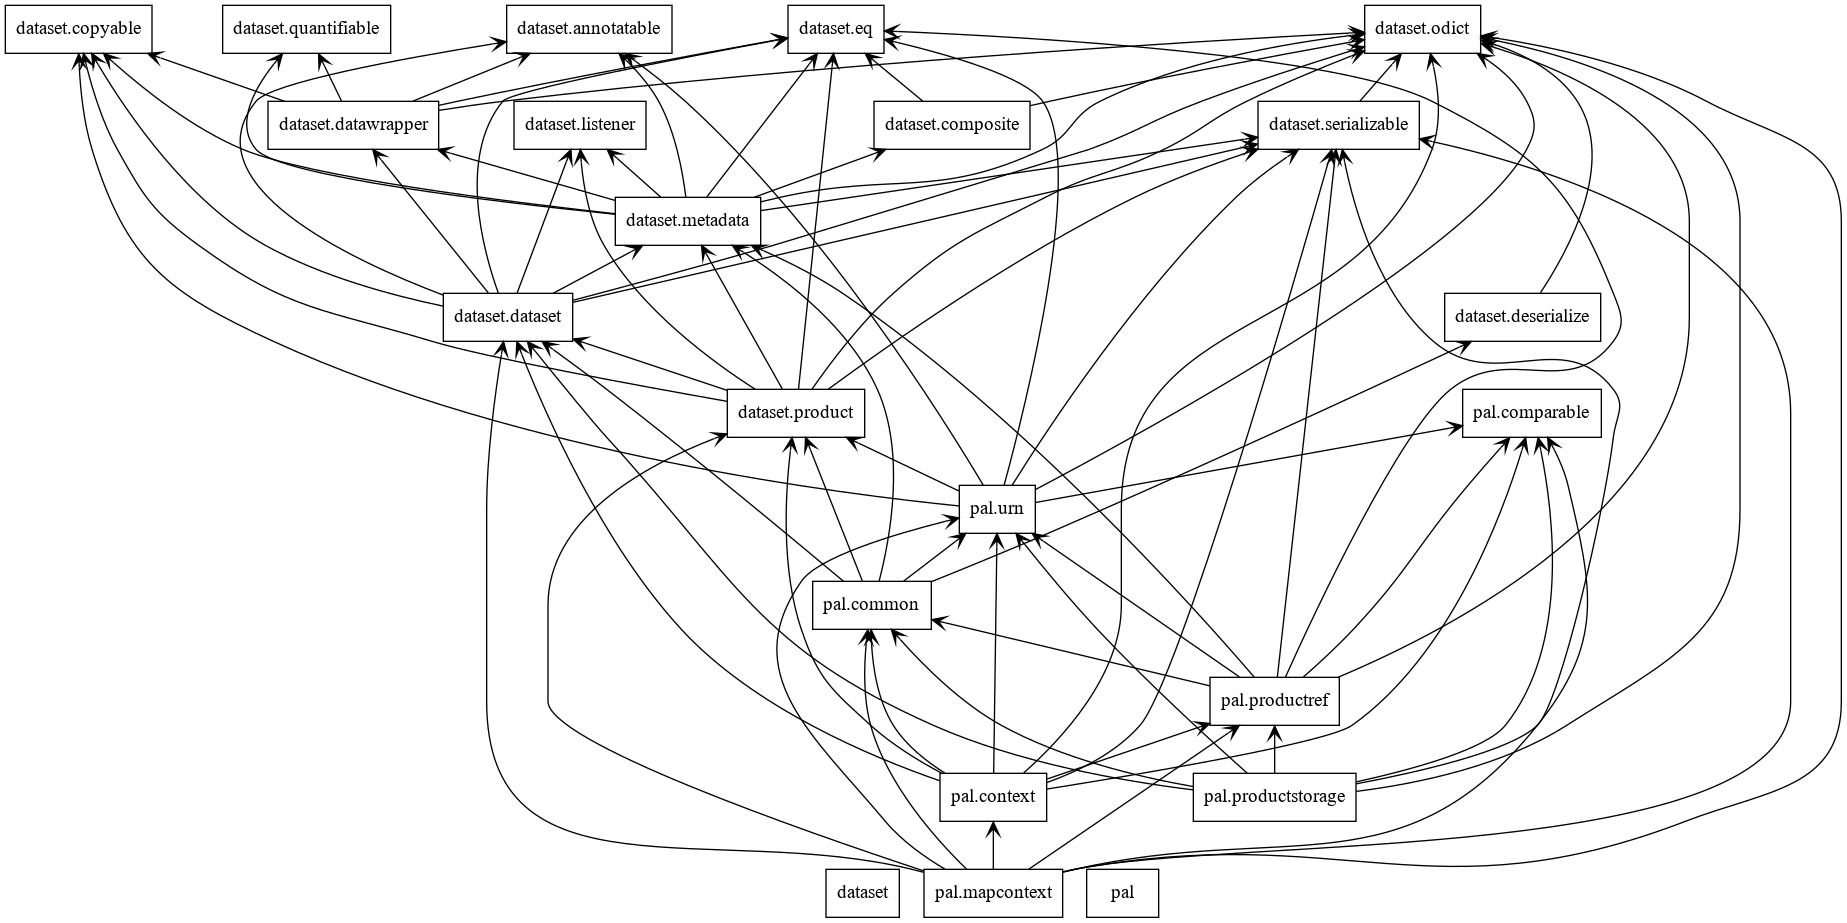 dataset.copyable
dataset.quantifiable
dataset.annotatable
dataset.eq
dataset.odict
dataset.datawrapper
dataset.listener
dataset.composite
dataset.serializable
dataset.metadata
dataset.dataset
dataset.deserialize
dataset.product
pal.comparable
pal.urn
pal.common
pal.productref
pal.context
pal.productstorage
dataset
pal.mapcontext
pal